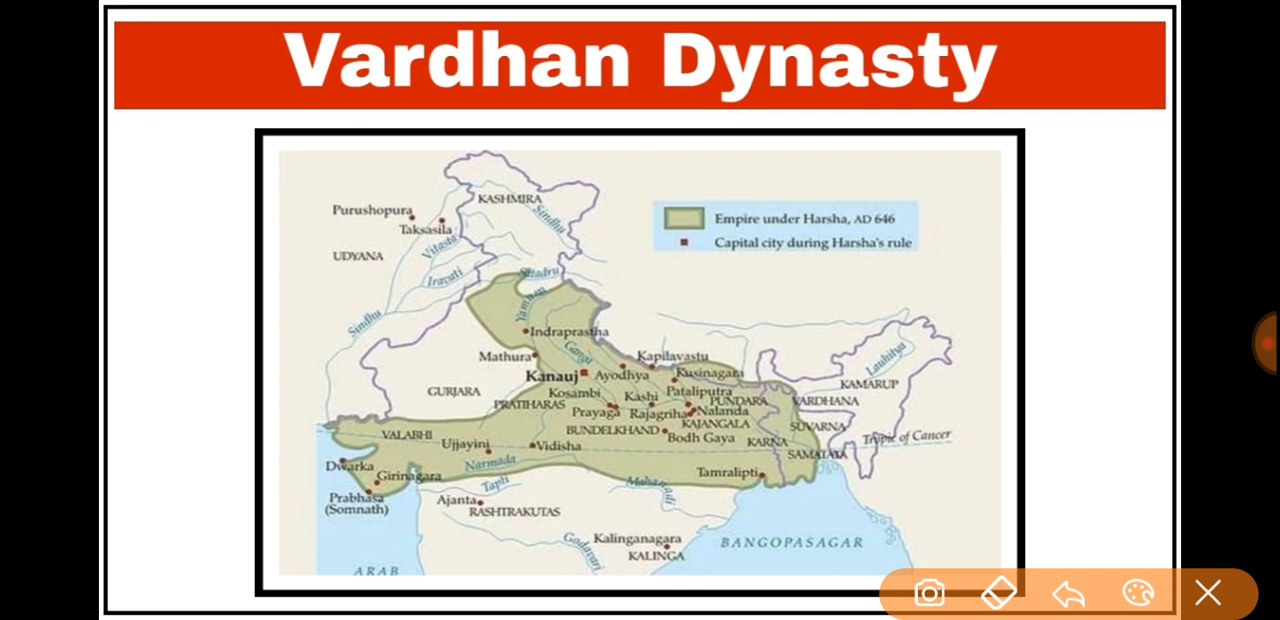 Vardhan Dynasty
KASHMIRA
Sindhu
Purushopura
Taksasila
Vitasta
UDYANA
Iravati
Sindhu
Empire under Harsha, AD 646
Capital city during Harsha's rule
Satadru
Yamuna
Indraprastha
Ganga
Mathura
Kapilavastu
Kanauj
Ayodhya
Kusinagara
Lauhitya
GURJARA
PRATIHARAS
Kosambi
Kashi
Pataliputra
PUNDARA
VARDHANA
KAMARUP
Prayaga
Rajagriha
Nalanda
KAJANGALA
SUVARNA
BUNDELKHAND
Bodh Gaya
KARNA
Tropic of Cancer
VALABHI
Ujjayini
Vidisha
SAMATATA
Dwarka
Girinagara
Narmada
Tamralipti
Prabhasa
(Somnath)
Tapti
Mahanadi
Ajanta
RASHTRAKUTAS
Godavari
Kalinganagara
KALINGA
BANGOPASAGAR
ARAB